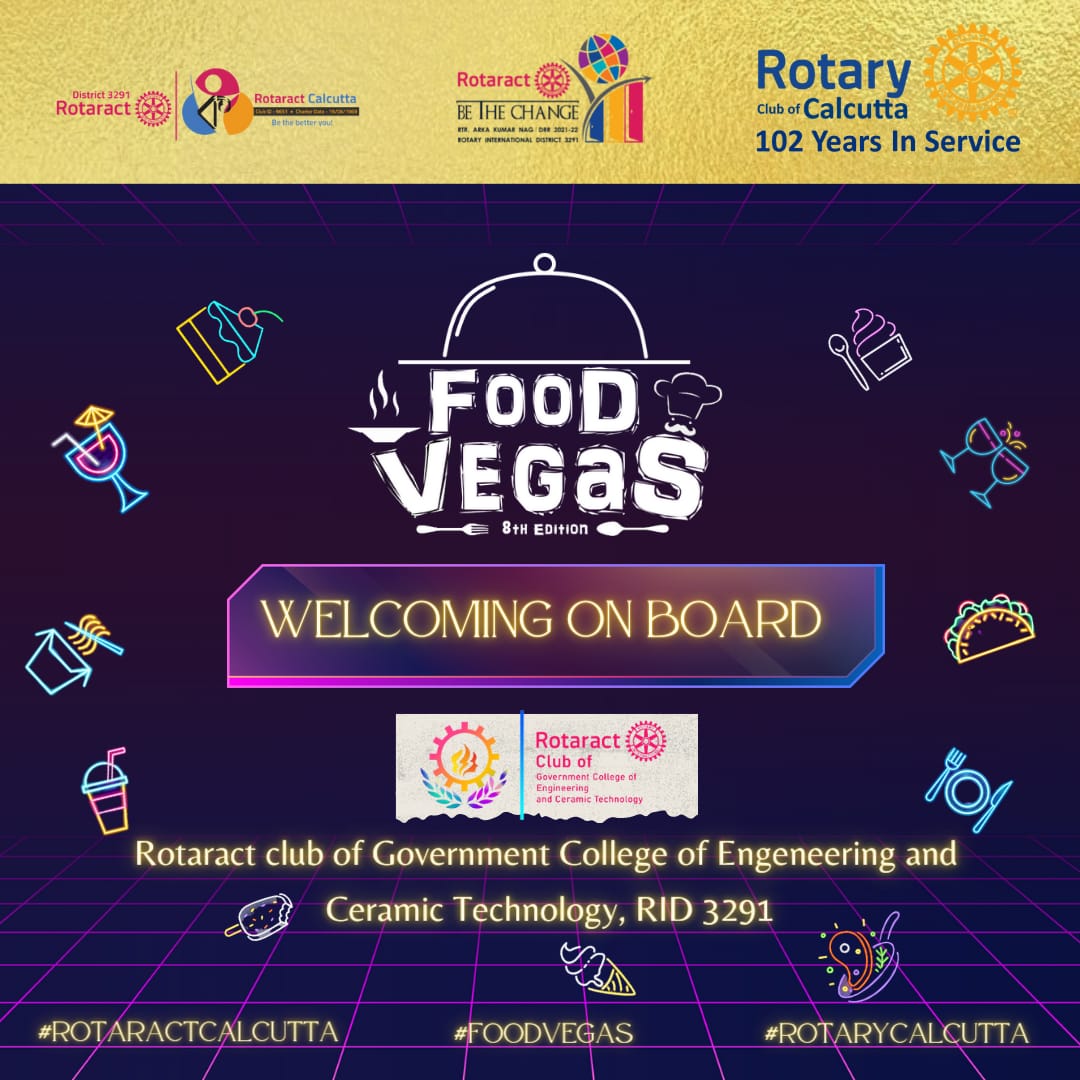 District 3291
Rotaract
Rotaract Calcutta
Be the better you!
Rotaract
BE THE CHANGE
RTR. ARKA KUMAR NAG DRR 2021-22
ROTARY INTERNATIONAL DISTRICT 3291
Rotary
Club of Calcutta
102 Years In Service
FOOD
VEGAS
8TH EDITION
WELCOMING ON BOARD
Rotaract
Club of
Government College of
Engineering
and Ceramic Technology
Rotaract club of Government College of Engeneering and
Ceramic Technology, RID 3291
#ROTARACTCALCUTTA
#FOODVEGAS
#ROTARYCALCUTTA